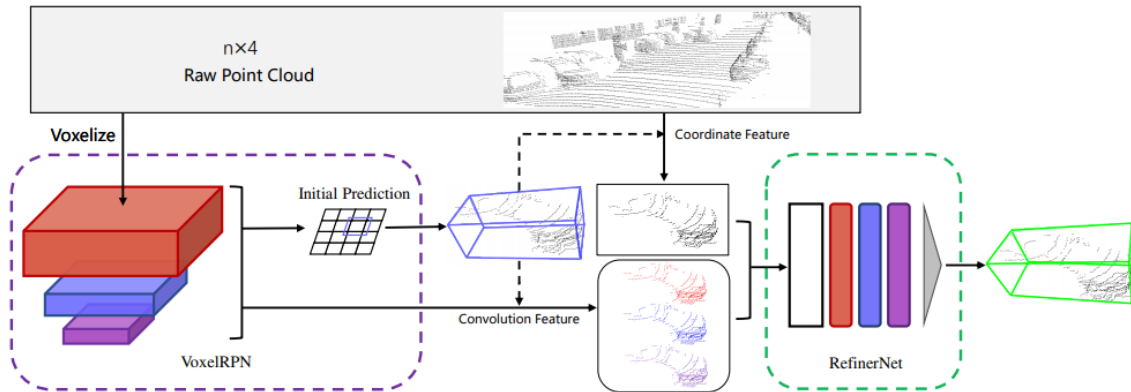 n×4
Raw Point Cloud
Voxelize
Coordinate Feature
Initial Prediction
Convolution Feature
VoxelRPN
RefinerNet